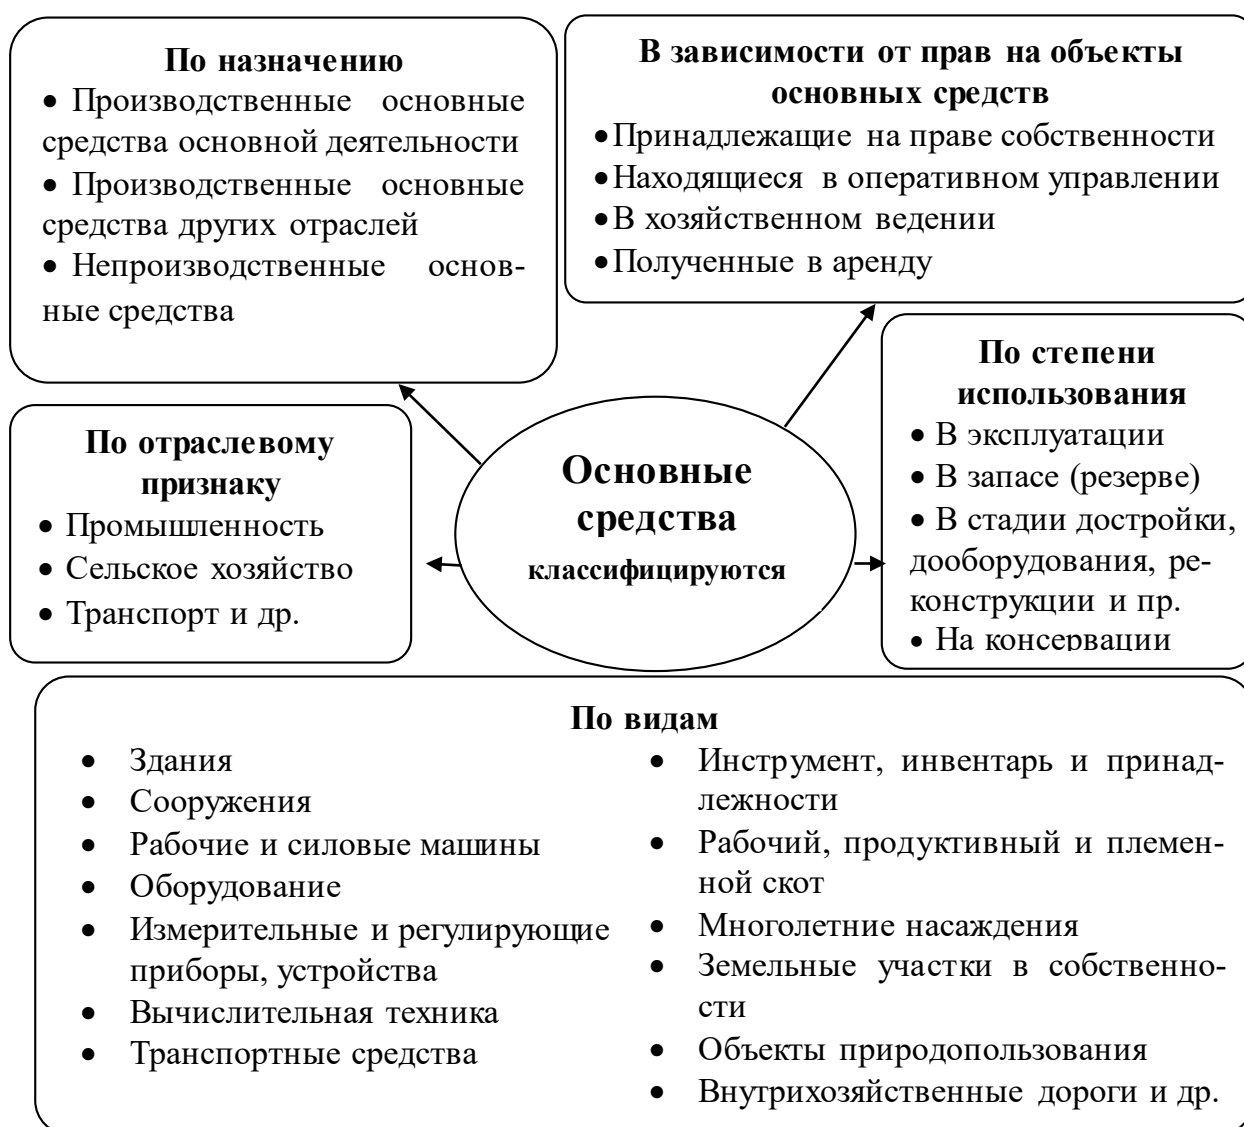 По назначению
• Производственные основные
средства основной деятельности
• Производственные основные
средства других отраслей
• Непроизводственные основ-
ные средства
В зависимости от прав на объекты
основных средств
• Принадлежащие на праве собственности
• Находящиеся в оперативном управлении
• В хозяйственном ведении
• Полученные в аренду
По отраслевому
признаку
• Промышленность
• Сельское хозяйство
• Транспорт и др.
Основные
средства
классифицируются
По степени
использования
• В эксплуатации
• В запасе (резерве)
• В стадии достройки,
дооборудования, ре-
конструкции и пр.
• На консервации
По видам
• Здания
• Сооружения
• Рабочие и силовые машины
• Оборудование
• Измерительные и регулирующие
приборы, устройства
• Вычислительная техника
• Транспортные средства
• Инструмент, инвентарь и принад-
лежности
• Рабочий, продуктивный и племен-
ной скот
• Многолетние насаждения
• Земельные участки в собственно-
сти
• Объекты природопользования
• Внутрихозяйственные дороги и др.